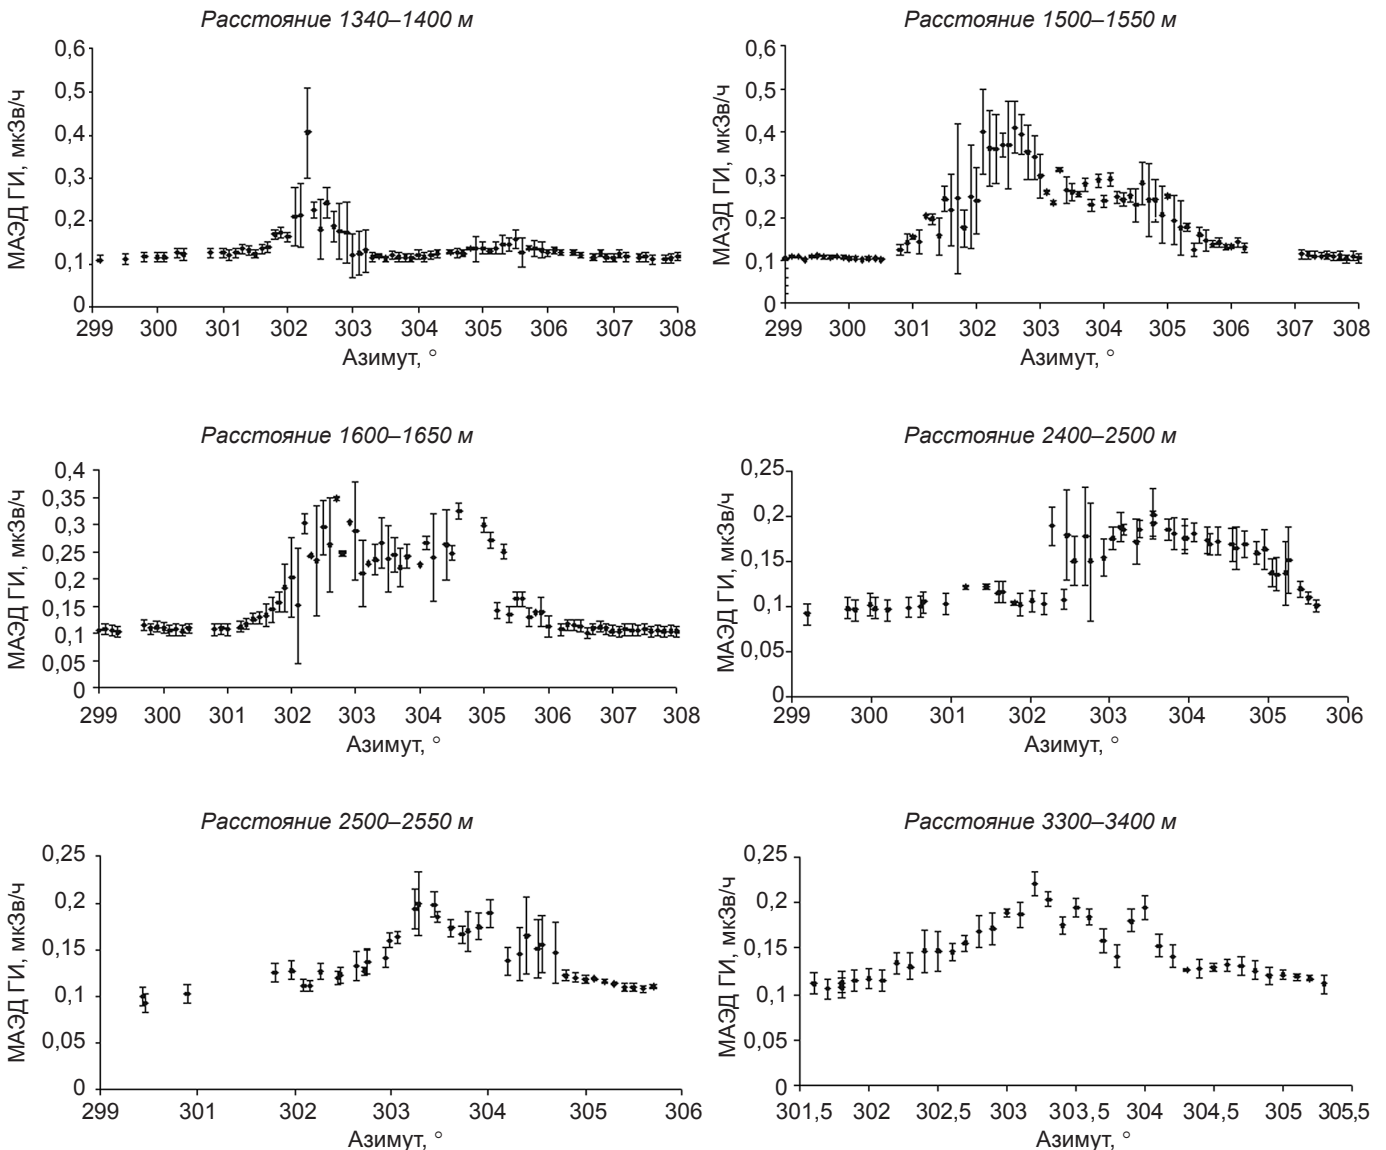 Расстояние 1340–1400 м
МАЭД ГИ, мкЗв/ч
0,6
0,5
0,4
0,3
0,2
0,1
0
299 300 301 302 303 304 305 306 307 308
Азимут, °
Расстояние 1500–1550 м
МАЭД ГИ, мкЗв/ч
0,6
0,5
0,4
0,3
0,2
0,1
0
299 300 301 302 303 304 305 306 307 308
Азимут, °
Расстояние 1600–1650 м
МАЭД ГИ, мкЗв/ч
0,4
0,35
0,3
0,25
0,2
0,15
0,1
0,05
0
299 300 301 302 303 304 305 306 307 308
Азимут, °
Расстояние 2400–2500 м
МАЭД ГИ, мкЗв/ч
0,25
0,2
0,15
0,1
0,05
0
299 300 301 302 303 304 305 306
Азимут, °
Расстояние 2500–2550 м
МАЭД ГИ, мкЗв/ч
0,25
0,2
0,15
0,1
0,05
0
299 301 302 303 304 305 306
Азимут, °
Расстояние 3300–3400 м
МАЭД ГИ, мкЗв/ч
0,25
0,2
0,15
0,1
0,05
0
301,5 302 302,5 303 303,5 304 304,5 305 305,5
Азимут, °